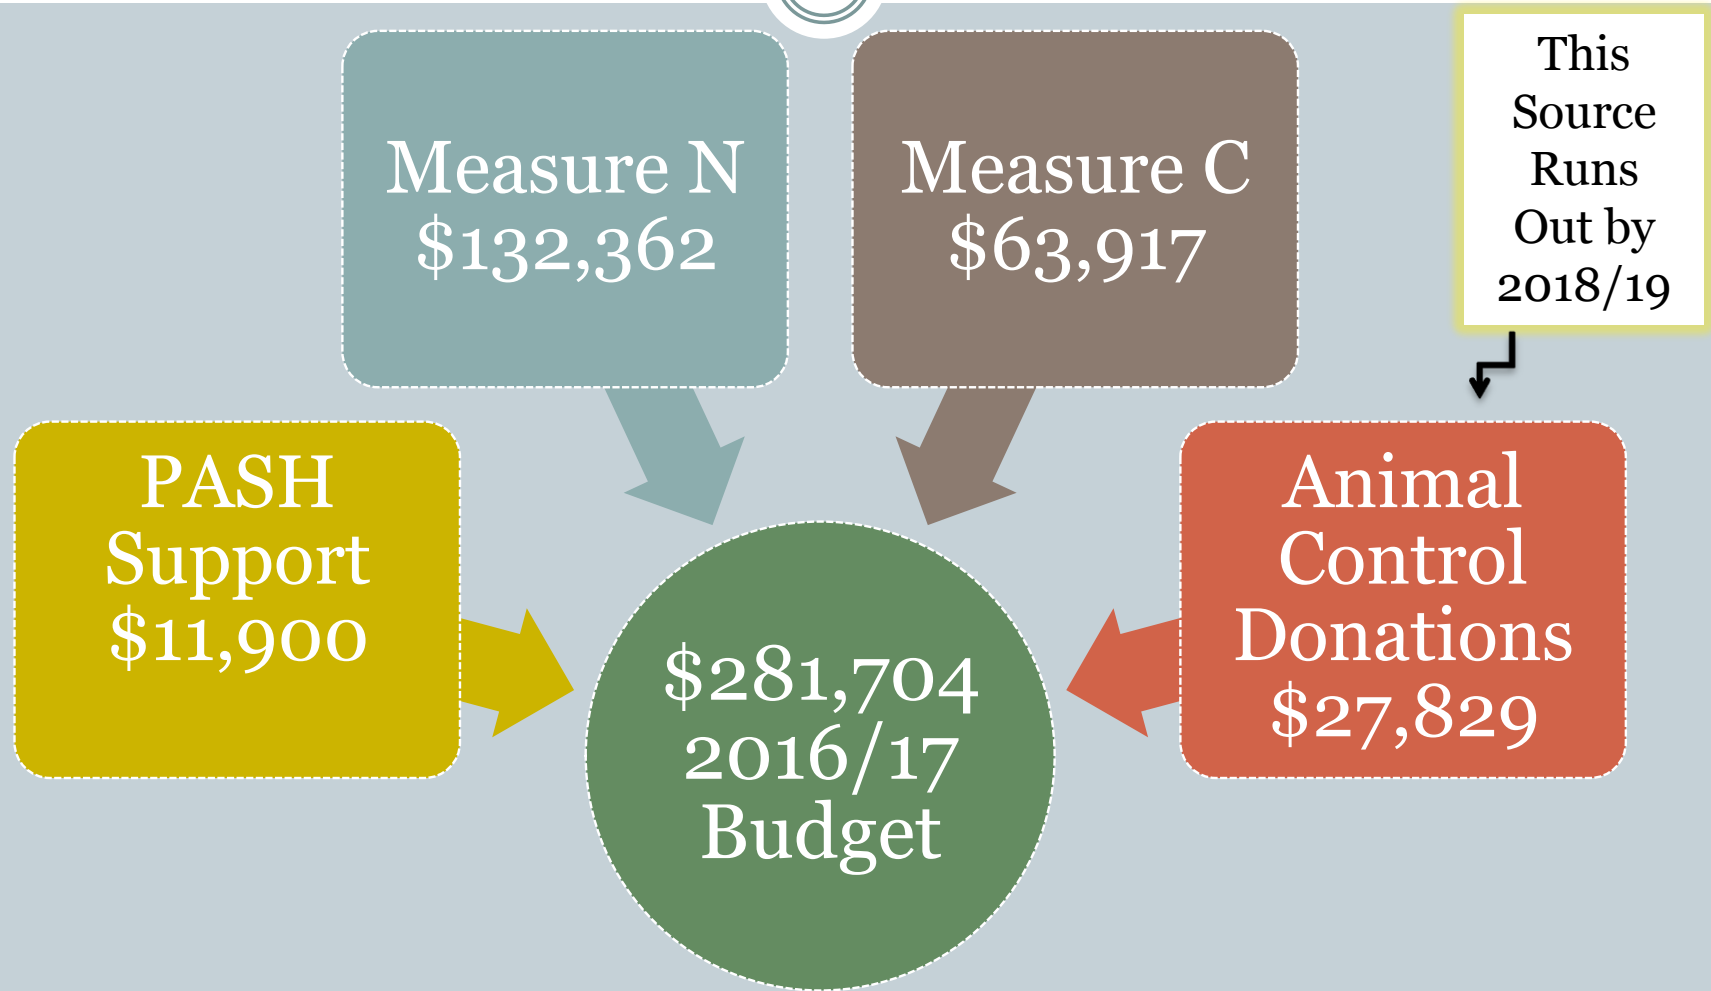 Measure N
$132,362
Measure C
$63,917
This
Source
Runs
Out by
2018/19
PASH
Support
$11,900
Animal
Control
Donations
$27,829
$281,704
2016/17
Budget